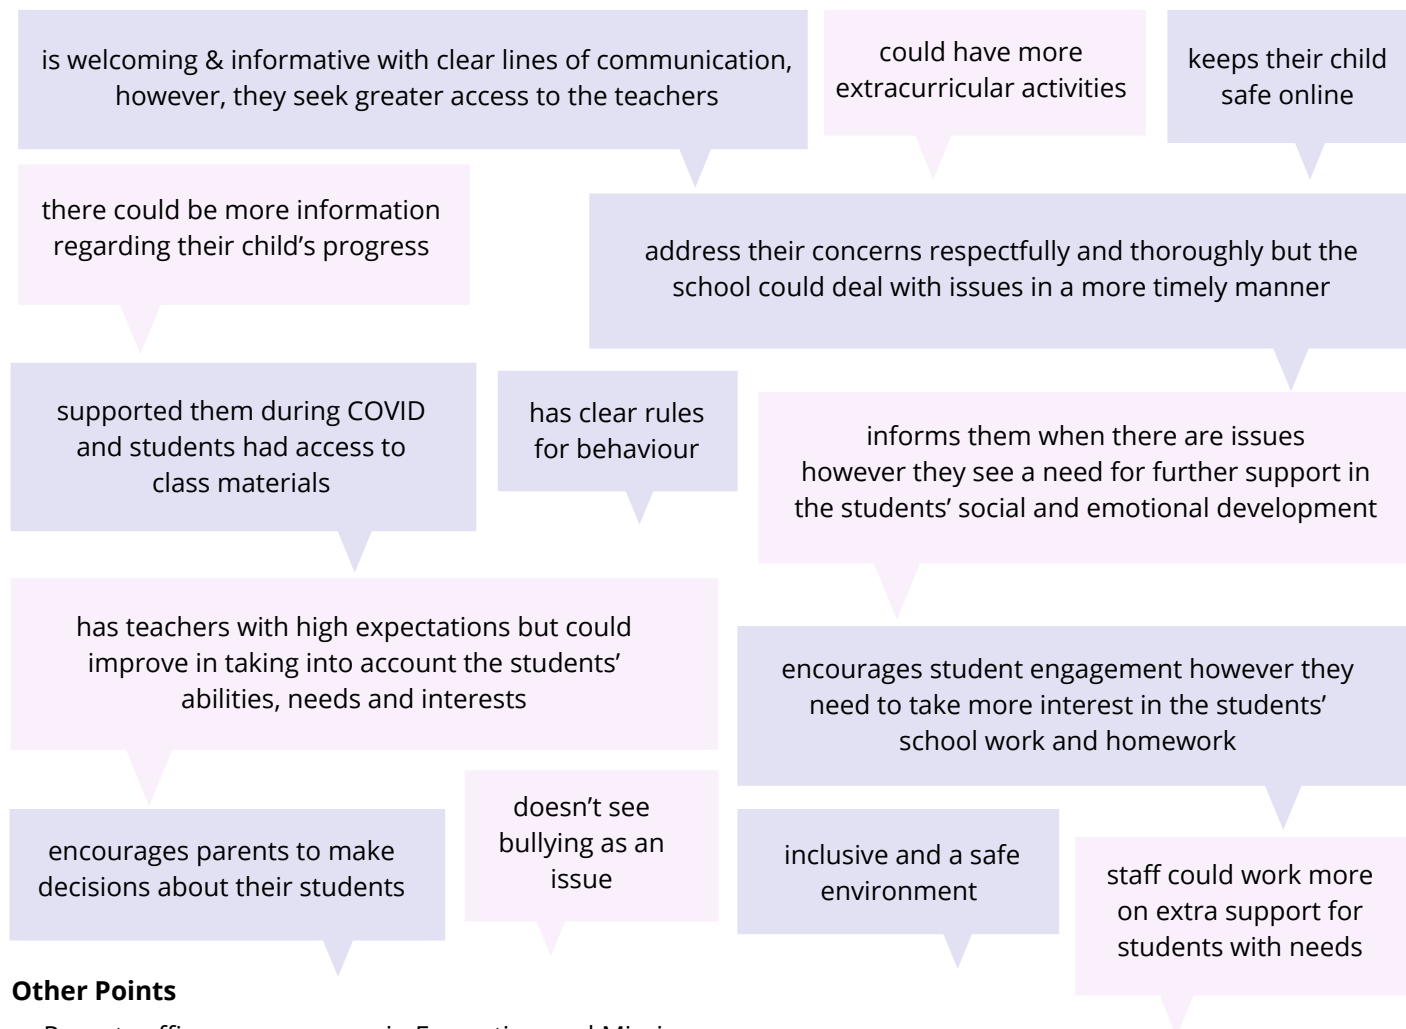 is welcoming & informative with clear lines of communication,
however, they seek greater access to the teachers
could have more
extracurricular activities
keeps their child
safe online
there could be more information
regarding their child’s progress
address their concerns respectfully and thoroughly but the
school could deal with issues in a more timely manner
supported them during COVID
and students had access to
class materials
has clear rules
for behaviour
informs them when there are issues
however they see a need for further support in
the students’ social and emotional development
has teachers with high expectations but could
improve in taking into account the students’
abilities, needs and interests
encourages student engagement however they
need to take more interest in the students’
school work and homework
encourages parents to make
decisions about their students
doesn’t see
bullying as an
issue
inclusive and a safe
environment
staff could work more
on extra support for
students with needs
Other Points